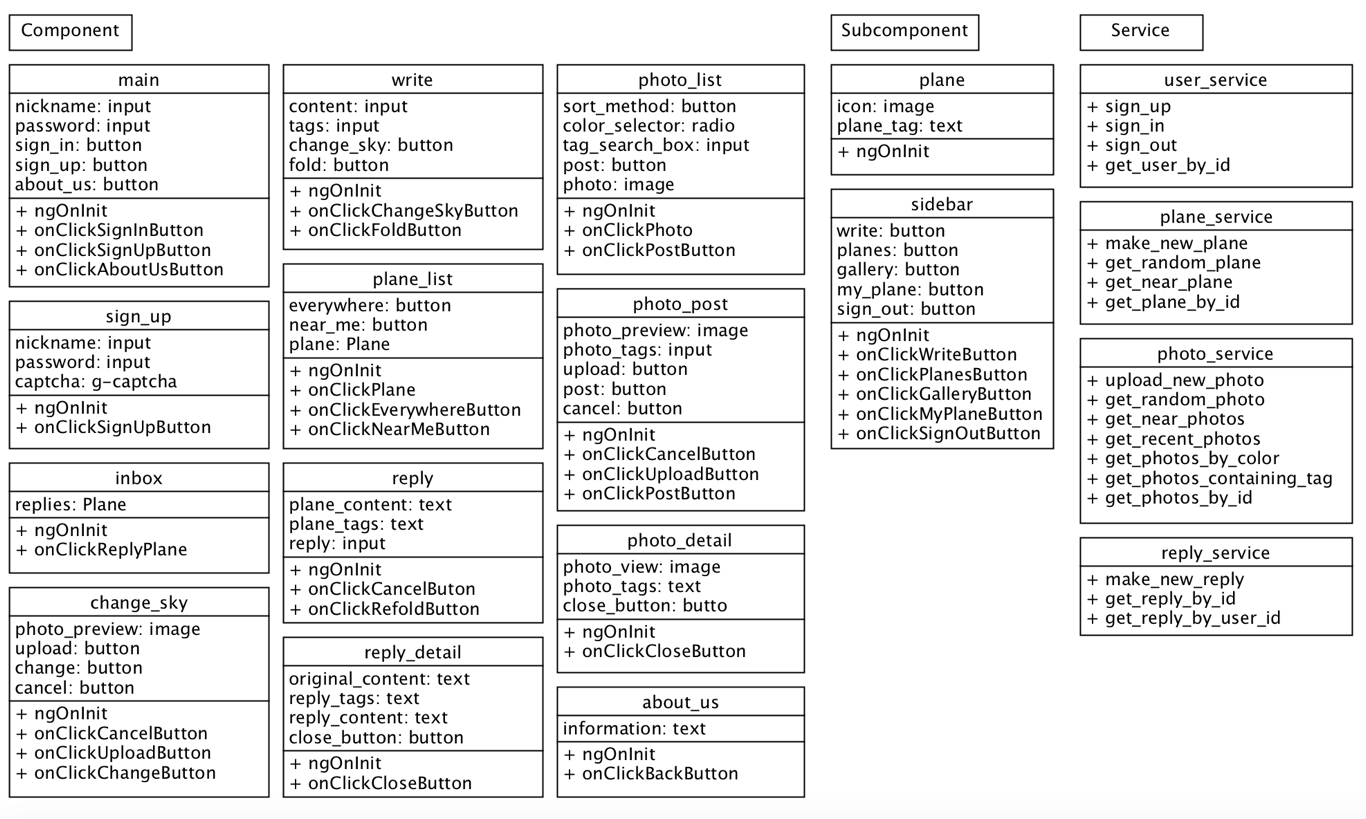 Component
main
nickname: input
password: input
sign_in: button
sign_up: button
about_us: button
+ ngOnInit
+ onClickSignInButton
+ onClickSignUpButton
+ onClickAboutUsButton
sign_up
nickname: input
password: input
captcha: g-captcha
+ ngOnInit
+ onClickSignUpButton
inbox
replies: Plane
+ ngOnInit
+ onClickReplyPlane
change_sky
photo_preview: image
upload: button
change: button
cancel: button
+ ngOnInit
+ onClickCancelButton
+ onClickUploadButton
+ onClickChangeButton
write
content: input
tags: input
change_sky: button
fold: button
+ ngOnInit
+ onClickChangeSkyButton
+ onClickFoldButton
plane_list
everywhere: button
near_me: button
plane: Plane
+ ngOnInit
+ onClickPlane
+ onClickEverywhereButton
+ onClickNearMeButton
reply
plane_content: text
plane_tags: text
reply: input
+ ngOnInit
+ onClickCancelButon
+ onClickRefoldButton
reply_detail
original_content: text
reply_tags: text
reply_content: text
close_button: button
+ ngOnInit
+ onClickCloseButton
photo_list
sort_method: button
color_selector: radio
tag_search_box: input
post: button
photo: image
+ ngOnInit
+ onClickPhoto
+ onClickPostButton
photo_post
photo_preview: image
photo_tags: input
upload: button
post: button
cancel: button
+ ngOnInit
+ onClickCancelButton
+ onClickUploadButton
+ onClickPostButton
photo_detail
photo_view: image
photo_tags: text
close_button: butto
+ ngOnInit
+ onClickCloseButton
about_us
information: text
+ ngOnInit
+ onClickBackButton
Subcomponent
plane
icon: image
plane_tag: text
+ ngOnInit
sidebar
write: button
planes: button
gallery: button
my_plane: button
sign_out: button
+ ngOnInit
+ onClickWriteButton
+ onClickPlanesButton
+ onClickGalleryButton
+ onClickMyPlaneButton
+ onClickSignOutButton
Service
user_service
+ sign_up
+ sign_in
+ sign_out
+ get_user_by_id
plane_service
+ make_new_plane
+ get_random_plane
+ get_near_plane
+ get_plane_by_id
photo_service
+ upload_new_photo
+ get_random_photo
+ get_near_photos
+ get_recent_photos
+ get_photos_by_color
+ get_photos_containing_tag
+ get_photos_by_id
reply_service
+ make_new_reply
+ get_reply_by_id
+ get_reply_by_user_id